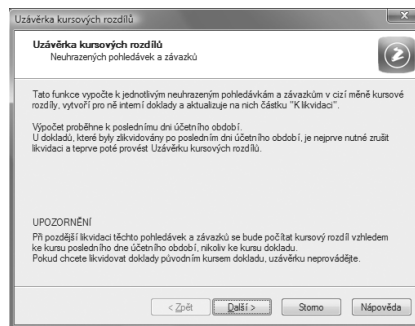 Uzávěrka kursových rozdílů
Uzávěrka kursových rozdílů
Neuhrazených pohledávek a závazků
Tato funkce vypočte k jednotlivým neuhrazeným pohledávkám a závazkům v cizí měně kursové
rozdíly, vytvoří pro ně interní doklady a aktualizuje na nich částku "K likvidaci".
Výpočet proběhne k poslednímu dni účetního období.
U dokladů, které byly zlikvidovány po posledním dni účetního období, je nejprve nutné zrušit
likvidaci a teprve poté provést Uzávěrku kursových rozdílů.
UPOZORNĚNÍ
Při pozdější likvidaci těchto pohledávek a závazků se bude počítat kursový rozdíl vzhledem
ke kursu posledního dne účetního období, nikoliv ke kursu dokladu.
Pokud chcete likvidovat doklady původním kursem dokladu, uzávěrku neprovádějte.
< Zpět Další > Storno Nápověda